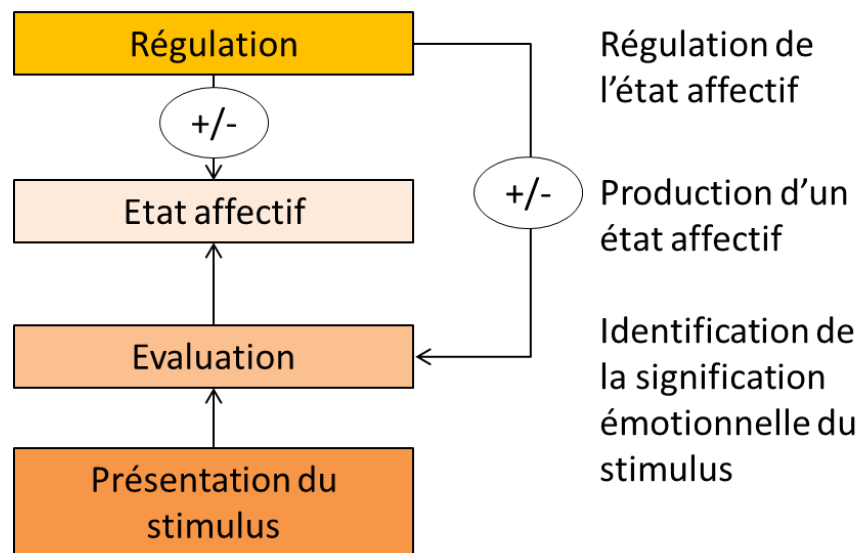 Régulation
+/-
Etat affectif
Evaluation
Présentation du
stimulus
+/-
Régulation de
l'état affectif
Production d'un
état affectif
Identification de
la signification
émotionnelle du
stimulus